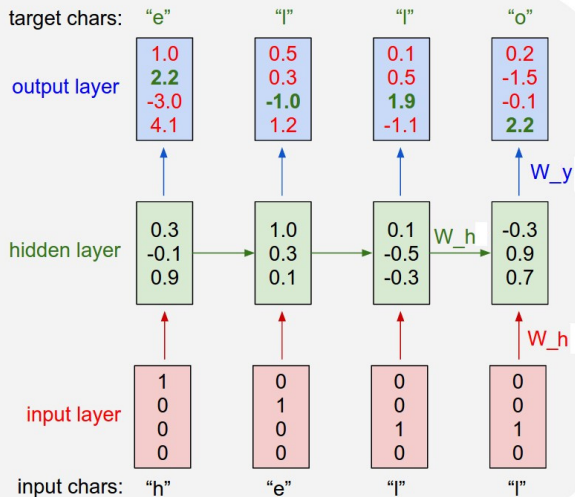 target chars: “e” “l” “l” “o”
output layer
1.0 0.5 0.1 0.2
2.2 0.3 0.5 -1.5
-3.0 -1.0 1.9 -0.1
4.1 1.2 -1.1 2.2
W_y
hidden layer
0.3 1.0 0.1 -0.3
-0.1 0.3 -0.5 0.9
0.9 0.1 -0.3 0.7
W_h
W_h
input layer
1 0 0 0
0 1 0 0
0 0 1 1
0 0 0 0
input chars: “h” “e” “l” “l”